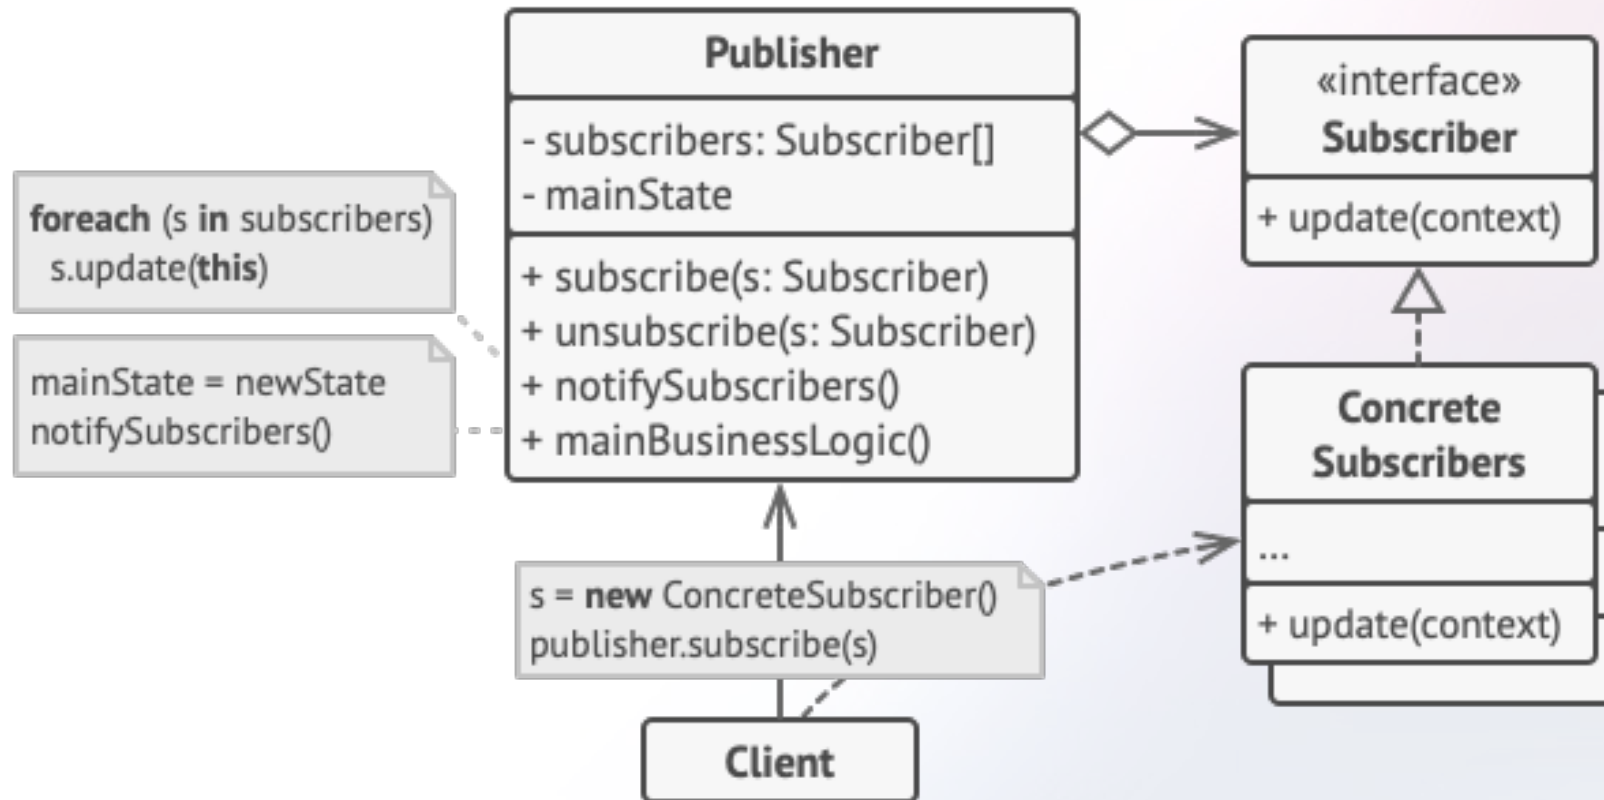 Publisher
- subscribers: Subscriber[]
- mainState
+ subscribe(s: Subscriber)
+ unsubscribe(s: Subscriber)
+ notifySubscribers()
+ mainBusinessLogic()
«interface»
Subscriber
+ update(context)
foreach (s in subscribers)
s.update(this)
mainState = newState
notifySubscribers()
Concrete
Subscribers
...
+ update(context)
s = new ConcreteSubscriber()
publisher.subscribe(s)
Client